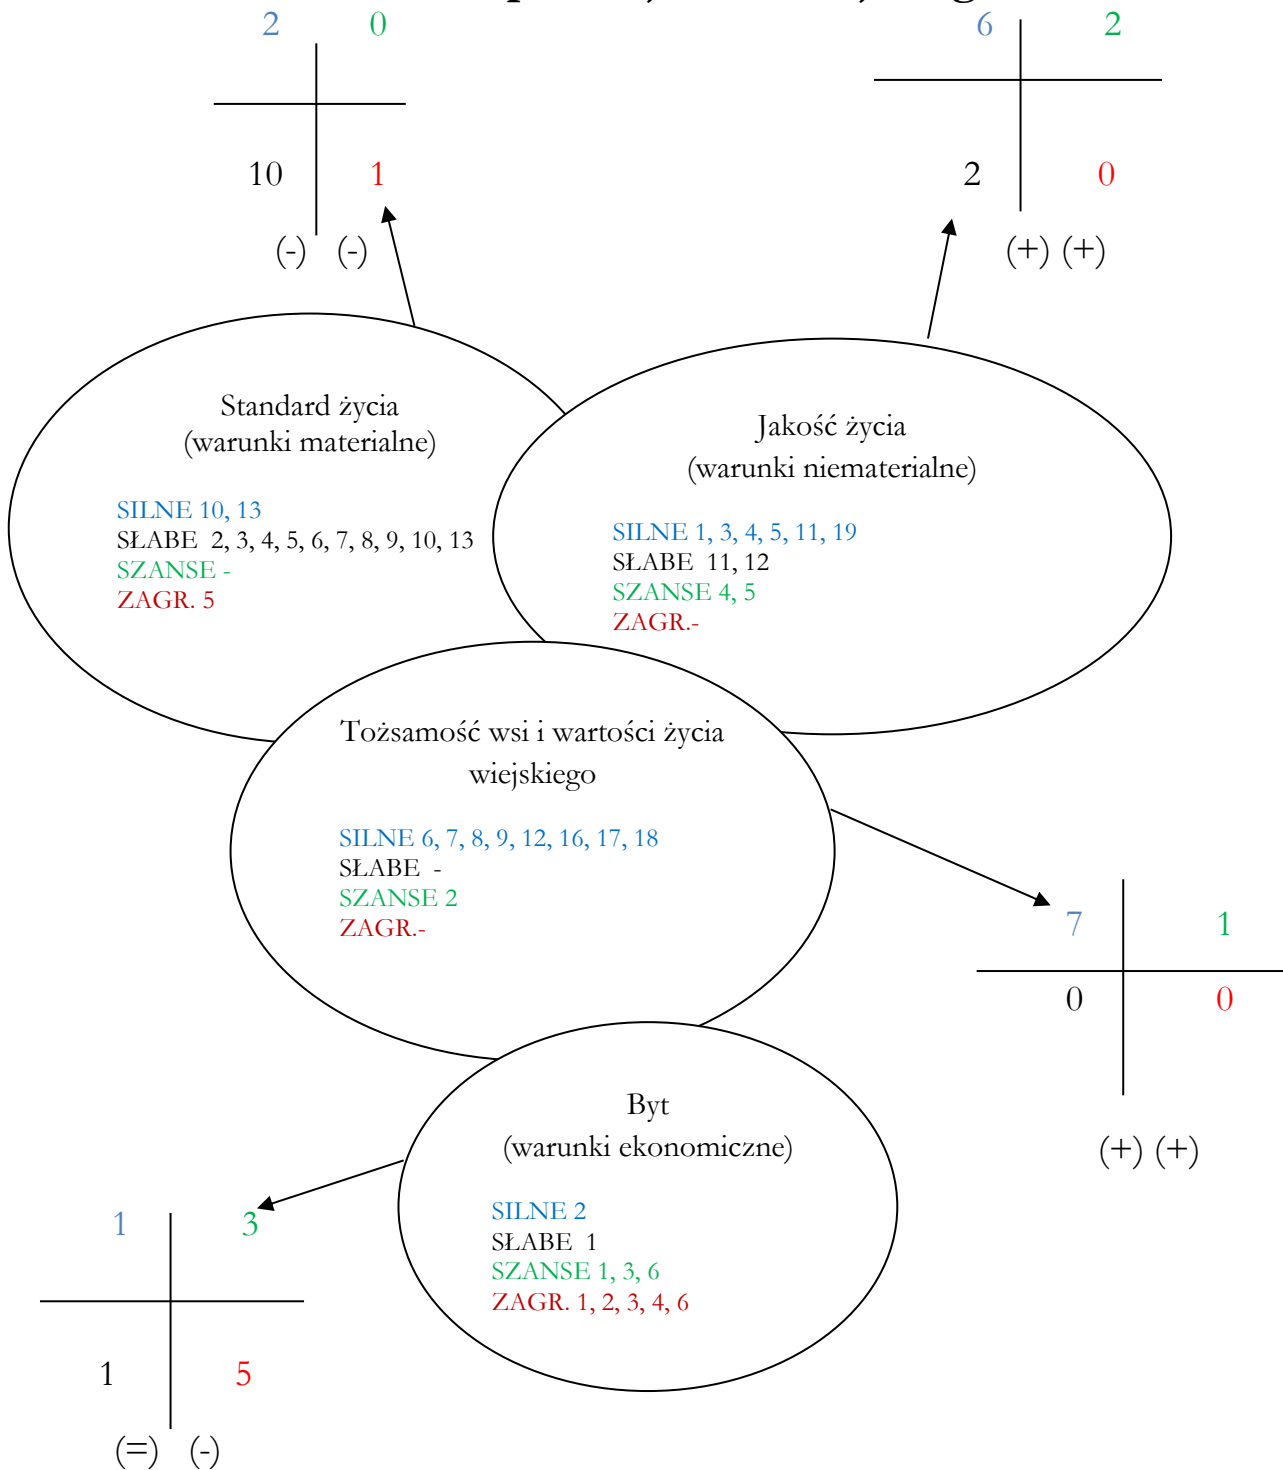 2 0
10 1
(-) (-)
6 2
2 0
(+) (+)
Standard życia
(warunki materialne)
SILNE 10, 13
SŁABE 2, 3, 4, 5, 6, 7, 8, 9, 10, 13
SZANSE -
ZAGR. 5
Jakość życia
(warunki niematerialne)
SILNE 1, 3, 4, 5, 11, 19
SŁABE 11, 12
SZANSE 4, 5
ZAGR.-
Tożsamość wsi i wartości życia
wiejskiego
SILNE 6, 7, 8, 9, 12, 16, 17, 18
SŁABE -
SZANSE 2
ZAGR.-
7 1
0 0
(+) (+)
Byt
(warunki ekonomiczne)
SILNE 2
SŁABE 1
SZANSE 1, 3, 6
ZAGR. 1, 2, 3, 4, 6
1 3
1 5
(=) (-)